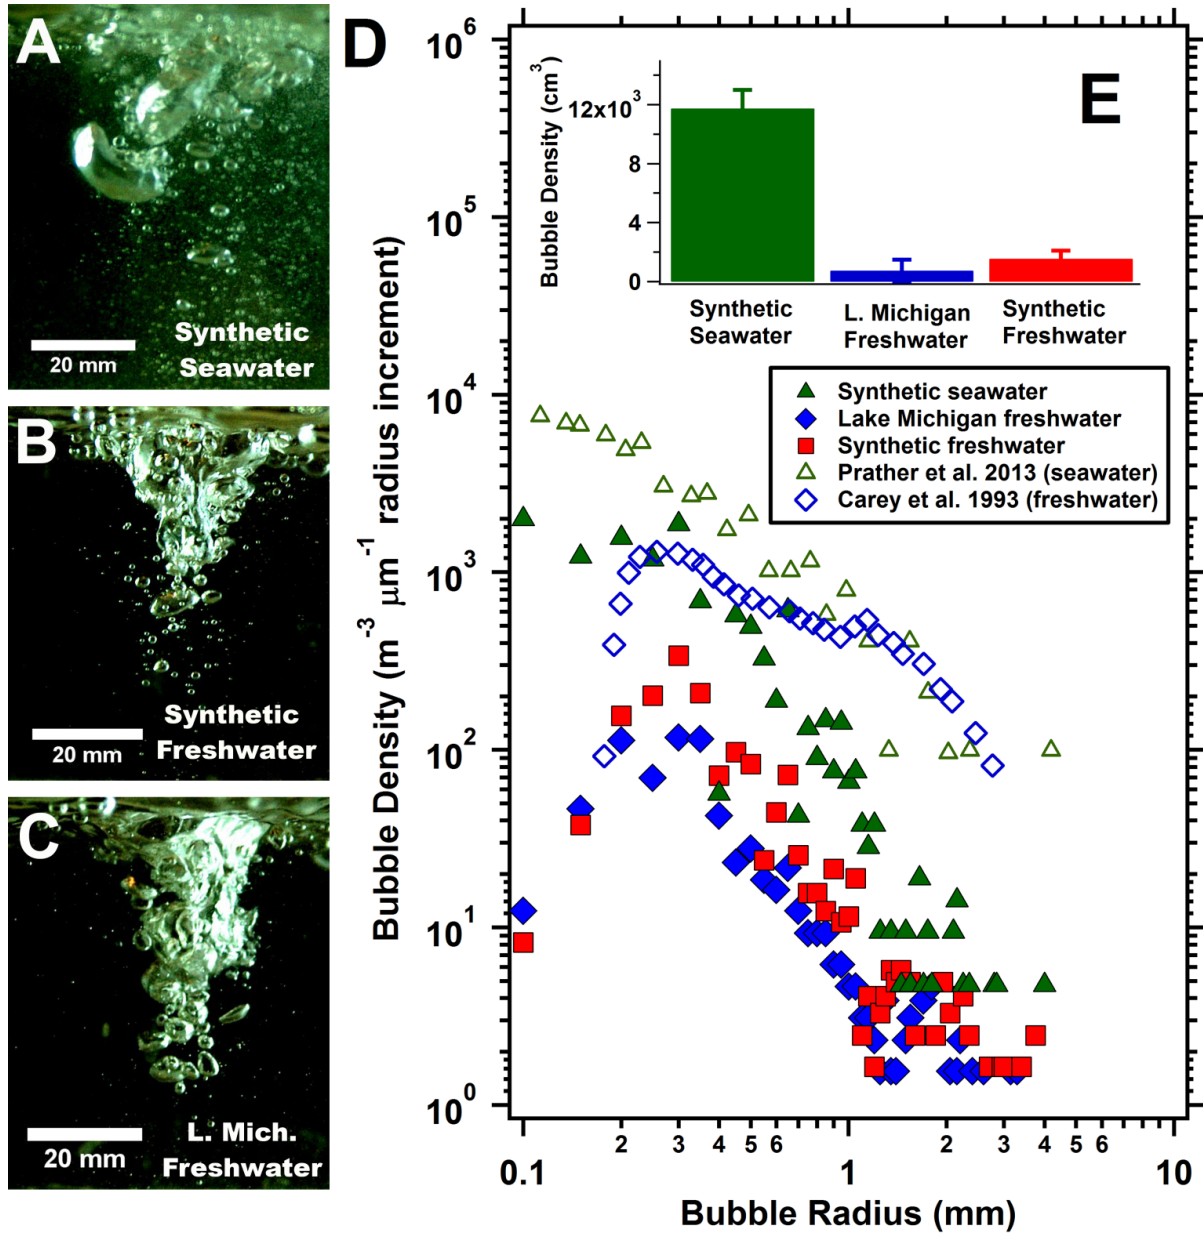 A
Synthetic
Seawater
20 mm
B
Synthetic
Freshwater
20 mm
C
L. Mich.
Freshwater
20 mm
D
Bubble Density (m⁻³ μm⁻¹ radius increment)
10⁶
10⁵
10⁴
10³
10²
10¹
10⁰
E
Bubble Density (cm³)
12x10³
8
4
0
Synthetic
Seawater
L. Michigan
Freshwater
Synthetic
Freshwater
Synthetic seawater
Lake Michigan freshwater
Synthetic freshwater
Prather et al. 2013 (seawater)
Carey et al. 1993 (freshwater)
2 3 4 5 6 2 3 4 5 6
0.1 1 10
Bubble Radius (mm)